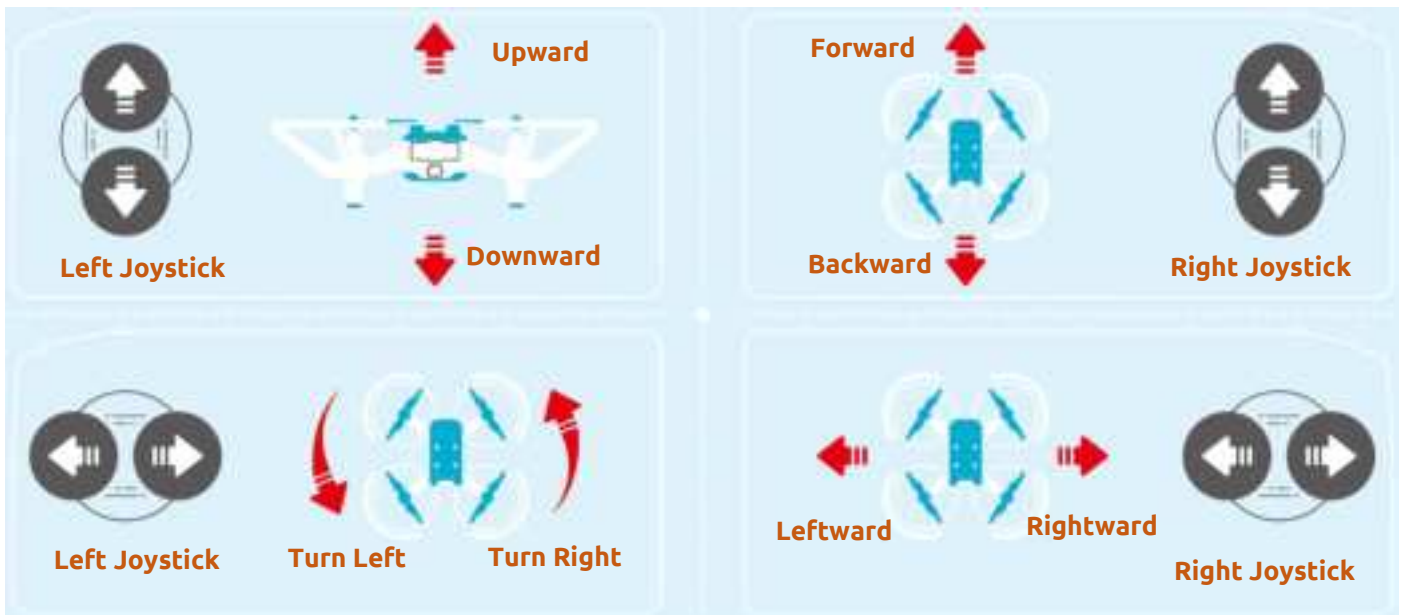 Upward
Downward
Left Joystick
Forward
Backward
Right Joystick
Left Joystick
Turn Left
Turn Right
Leftward
Rightward
Right Joystick